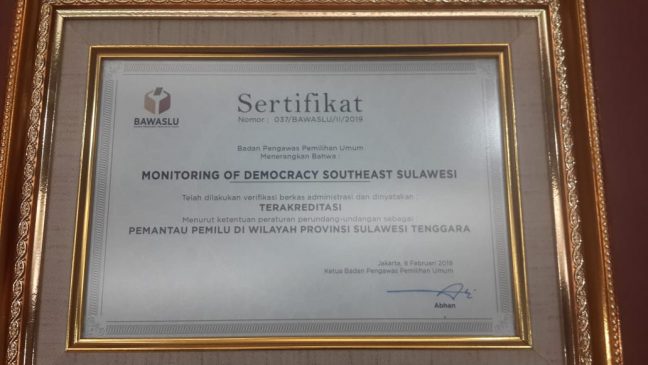 BAWASLU
Sertifikat
Nomor : 037/BAWASLU/II/2019
Badan Pengawas Pemilihan Umum
Menerangkan Bahwa :
MONITORING OF DEMOCRACY SOUTHEAST SULAWESI
Telah dilakukan verifikasi berkas administrasi dan dinyatakan :
TERAKREDITASI
Menurut ketentuan peraturan perundang-undangan sebagai :
PEMANTAU PEMILU DI WILAYAH PROVINSI SULAWESI TENGGARA
Jakarta, 8 Februari 2019
Ketua Badan Pengawas Pemilihan Umum
Abhan